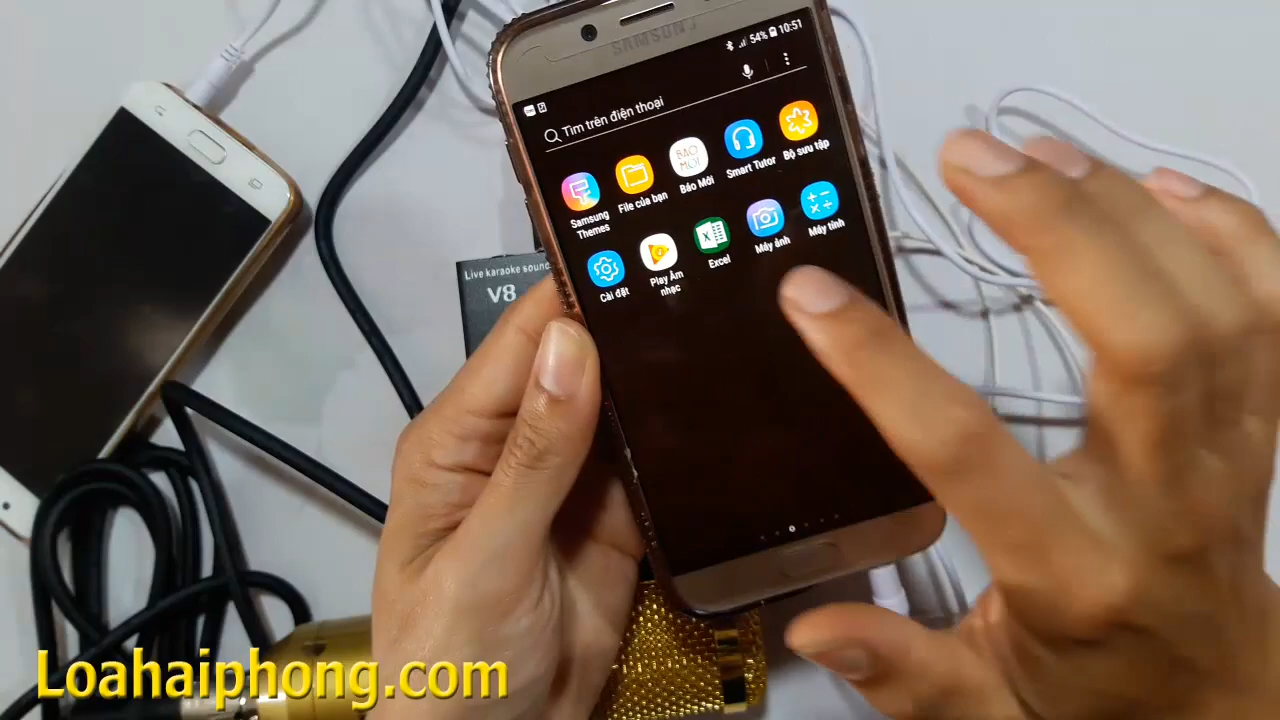 SAMSUNG
54% 10:51
Tìm trên điện thoại
Samsung Themes
File của bạn
BÁO MỚI
Báo Mới
Smart Tutor
Bộ sưu tập
Cài đặt
Play Âm nhạc
Excel
Máy ảnh
Máy tính
Live karaoke sound
V8
Loahaiphong.com